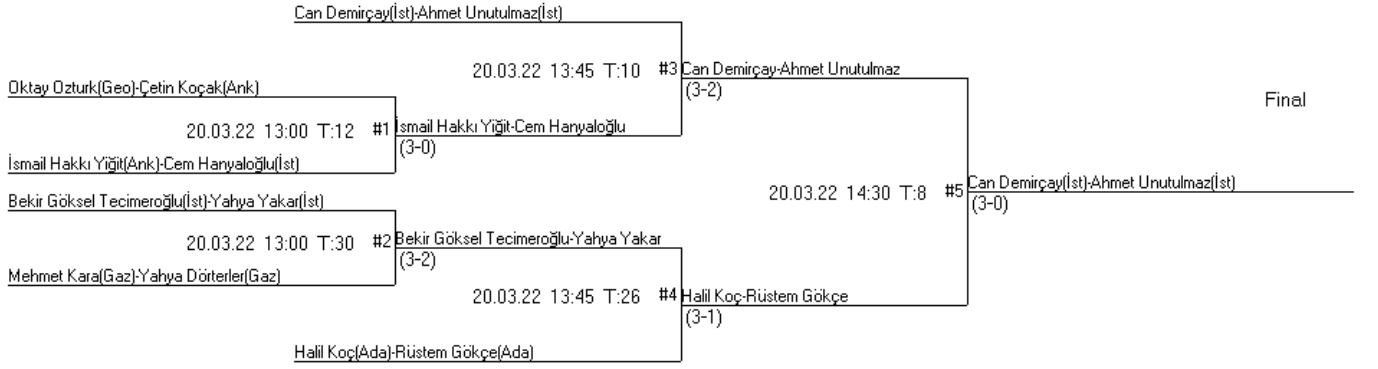 Can Demirçay(İst)-Ahmet Unutulmaz(İst)
20.03.22 13:45 T:10 #3 Can Demirçay-Ahmet Unutulmaz
(3-2)
Oktay Ozturk(Geo)-Çetin Koçak(Ank)
Final
20.03.22 13:00 T:12 #1 İsmail Hakkı Yiğit-Cem Hanyaloğlu
(3-0)
İsmail Hakkı Yiğit(Ank)-Cem Hanyaloğlu(İst)
20.03.22 14:30 T:8 #5 Can Demirçay(İst)-Ahmet Unutulmaz(İst)
(3-0)
Bekir Göksel Tecimeroğlu(İst)-Yahya Yakar(İst)
20.03.22 13:00 T:30 #2 Bekir Göksel Tecimeroğlu-Yahya Yakar
(3-2)
Mehmet Kara(Gaz)-Yahya Dörterler(Gaz)
20.03.22 13:45 T:26 #4 Halil Koç-Rüstem Gökçe
(3-1)
Halil Koç(Ada)-Rüstem Gökçe(Ada)